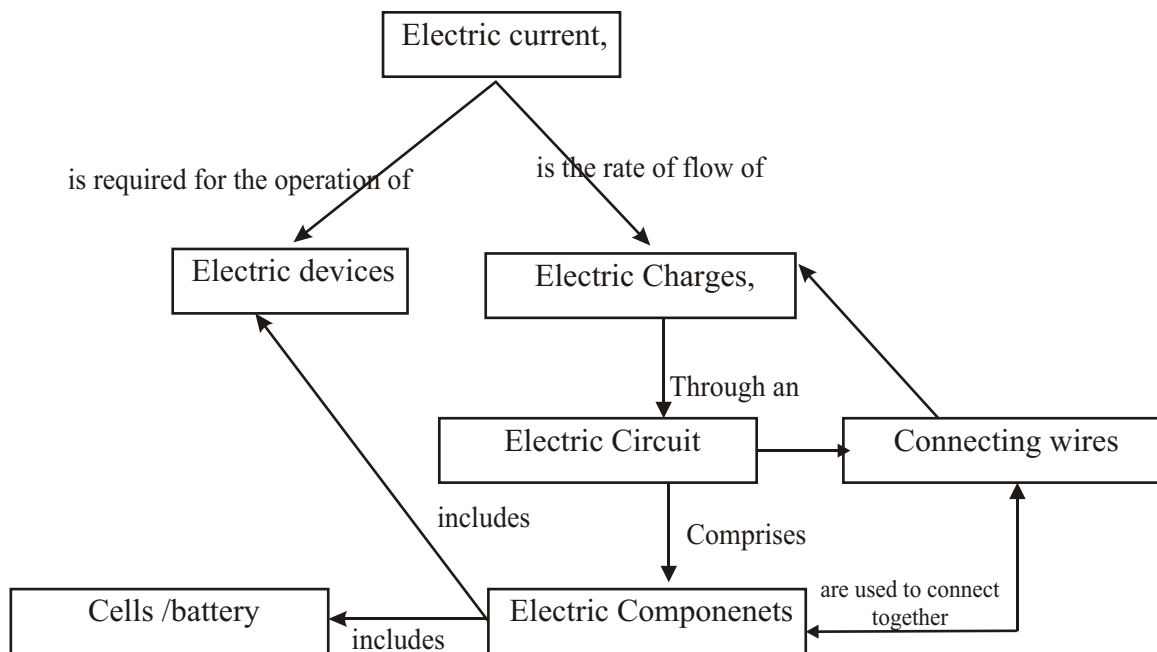 Electric current,
is required for the operation of
is the rate of flow of
Electric devices
Electric Charges,
Through an
Electric Circuit
Connecting wires
includes
Comprises
are used to connect
together
Cells /battery
includes
Electric Componenets